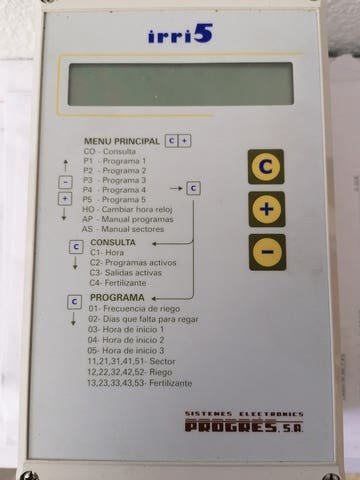 irri5
MENU PRINCIPAL C +
CO - Consulta
P1 - Programa 1
P2 - Programa 2
P3 - Programa 3
P4 - Programa 4
P5 - Programa 5
HO - Cambiar hora reloj
AP - Manual programas
AS - Manual sectores
−
+
C
C
+
−
C CONSULTA
C1- Hora
C2- Programas activos
C3- Salidas activas
C4- Fertilizante
PROGRAMA
C 01- Frecuencia de riego
02- Dias que falta para regar
03- Hora de inicio 1
04- Hora de inicio 2
05- Hora de inicio 3
11,21,31,41,51- Sector
12,22,32,42,52- Riego
13,23,33,43,53- Fertilizante
SISTEMES ELECTRONICS
PROGRÉS, S.A.